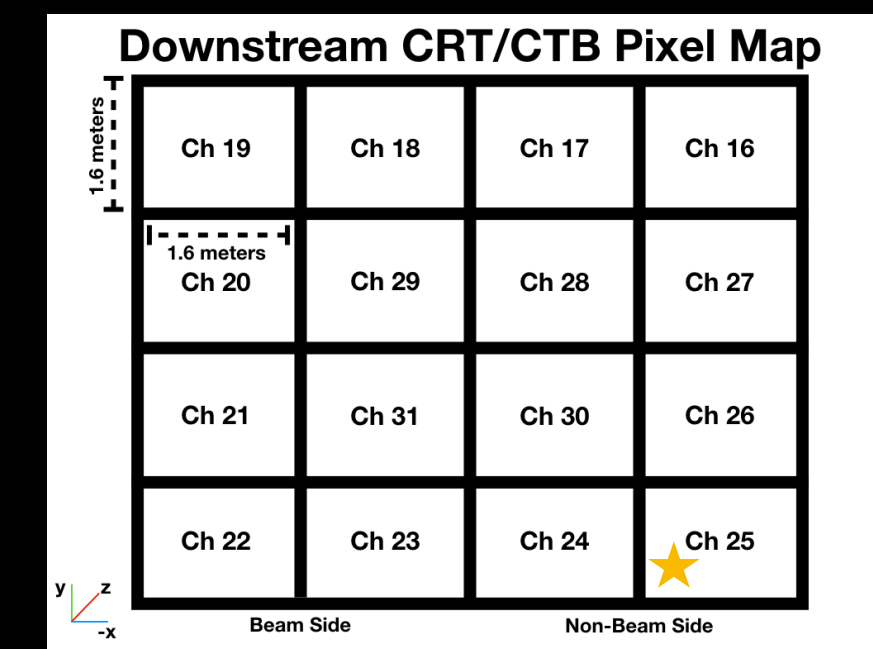 Downstream CRT/CTB Pixel Map
1.6 meters
Ch 19 Ch 18 Ch 17 Ch 16
1.6 meters
Ch 20 Ch 29 Ch 28 Ch 27
Ch 21 Ch 31 Ch 30 Ch 26
Ch 22 Ch 23 Ch 24 Ch 25
y z
-x
Beam Side Non-Beam Side